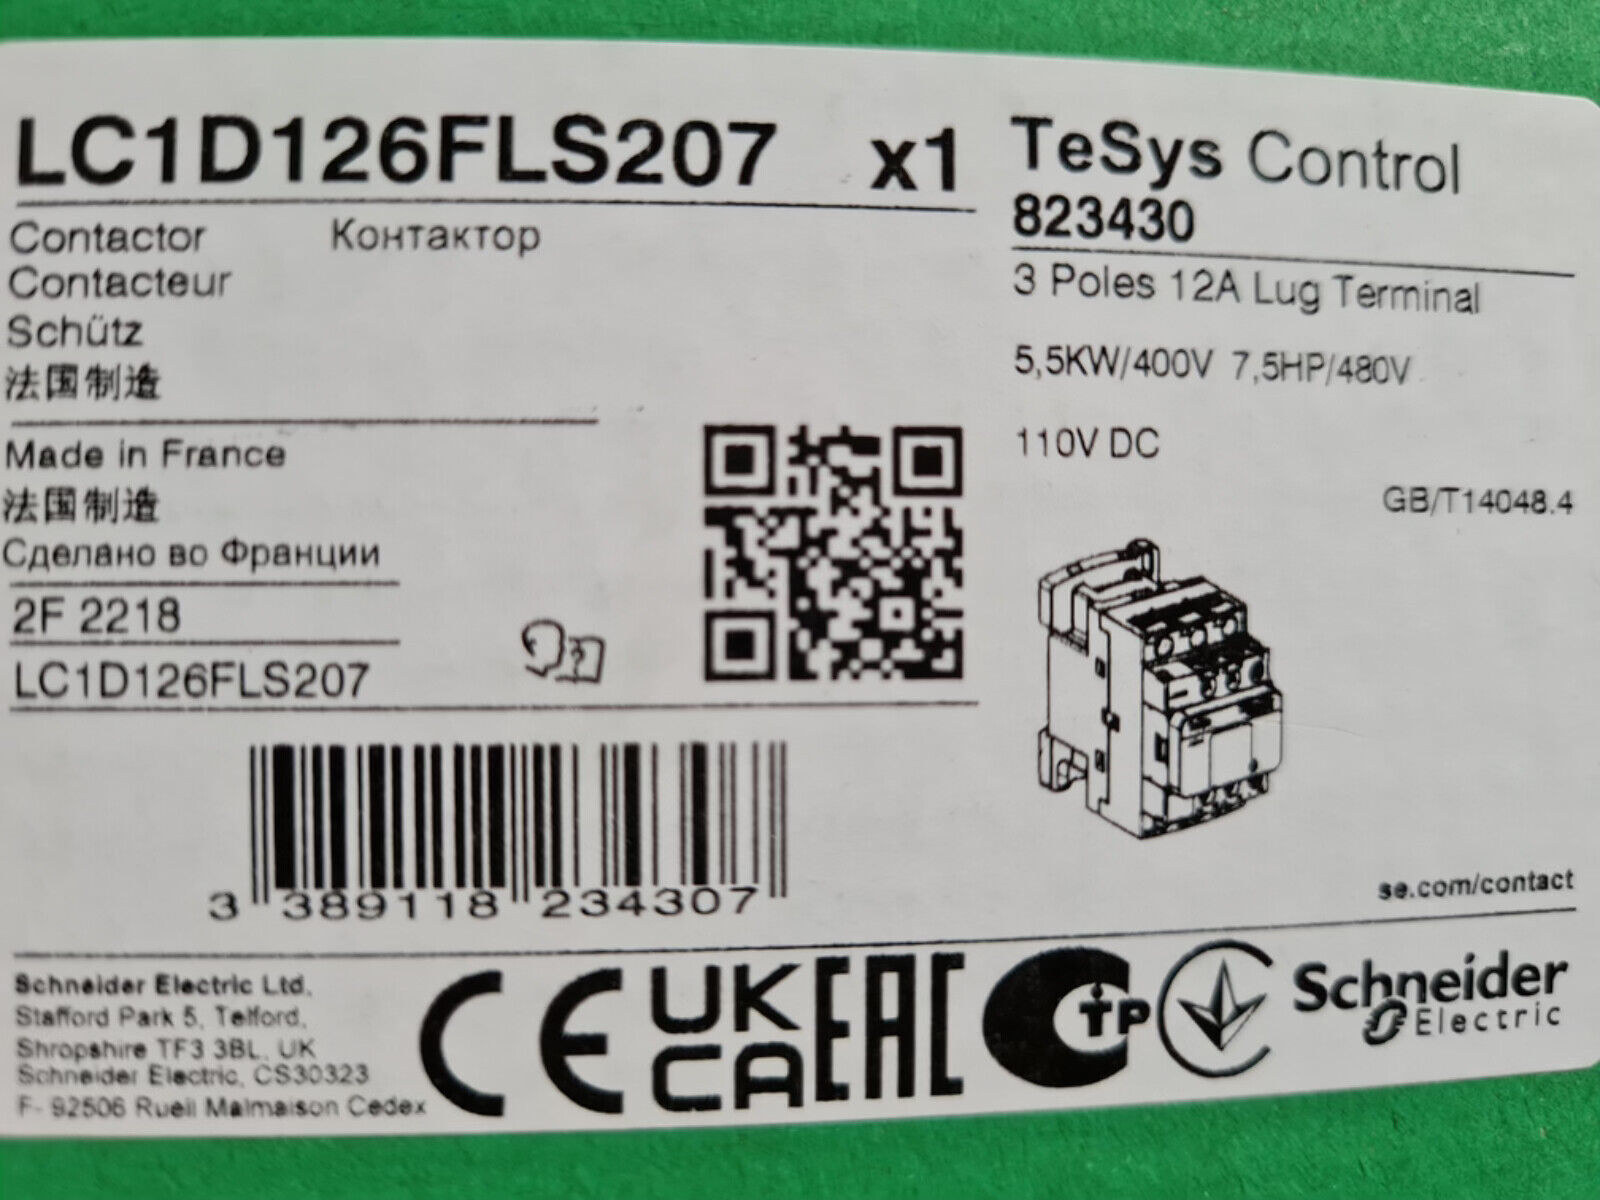 LC1D126FLS207 x1
Contactor Контактор
Contacteur
Schütz
法国制造
Made in France
法国制造
Сделано во Франции
2F 2218
LC1D126FLS207
3 389118 234307
TeSys Control
823430
3 Poles 12A Lug Terminal
5,5KW/400V 7,5HP/480V
110V DC
GB/T14048.4
se.com/contact
Schneider Electric Ltd.
Stafford Park 5, Telford,
Shropshire TF3 3BL, UK
Schneider Electric, CS30323
F- 92506 Rueil Malmaison Cedex
CE
UK
CA
EAC
CTP
Schneider
Electric